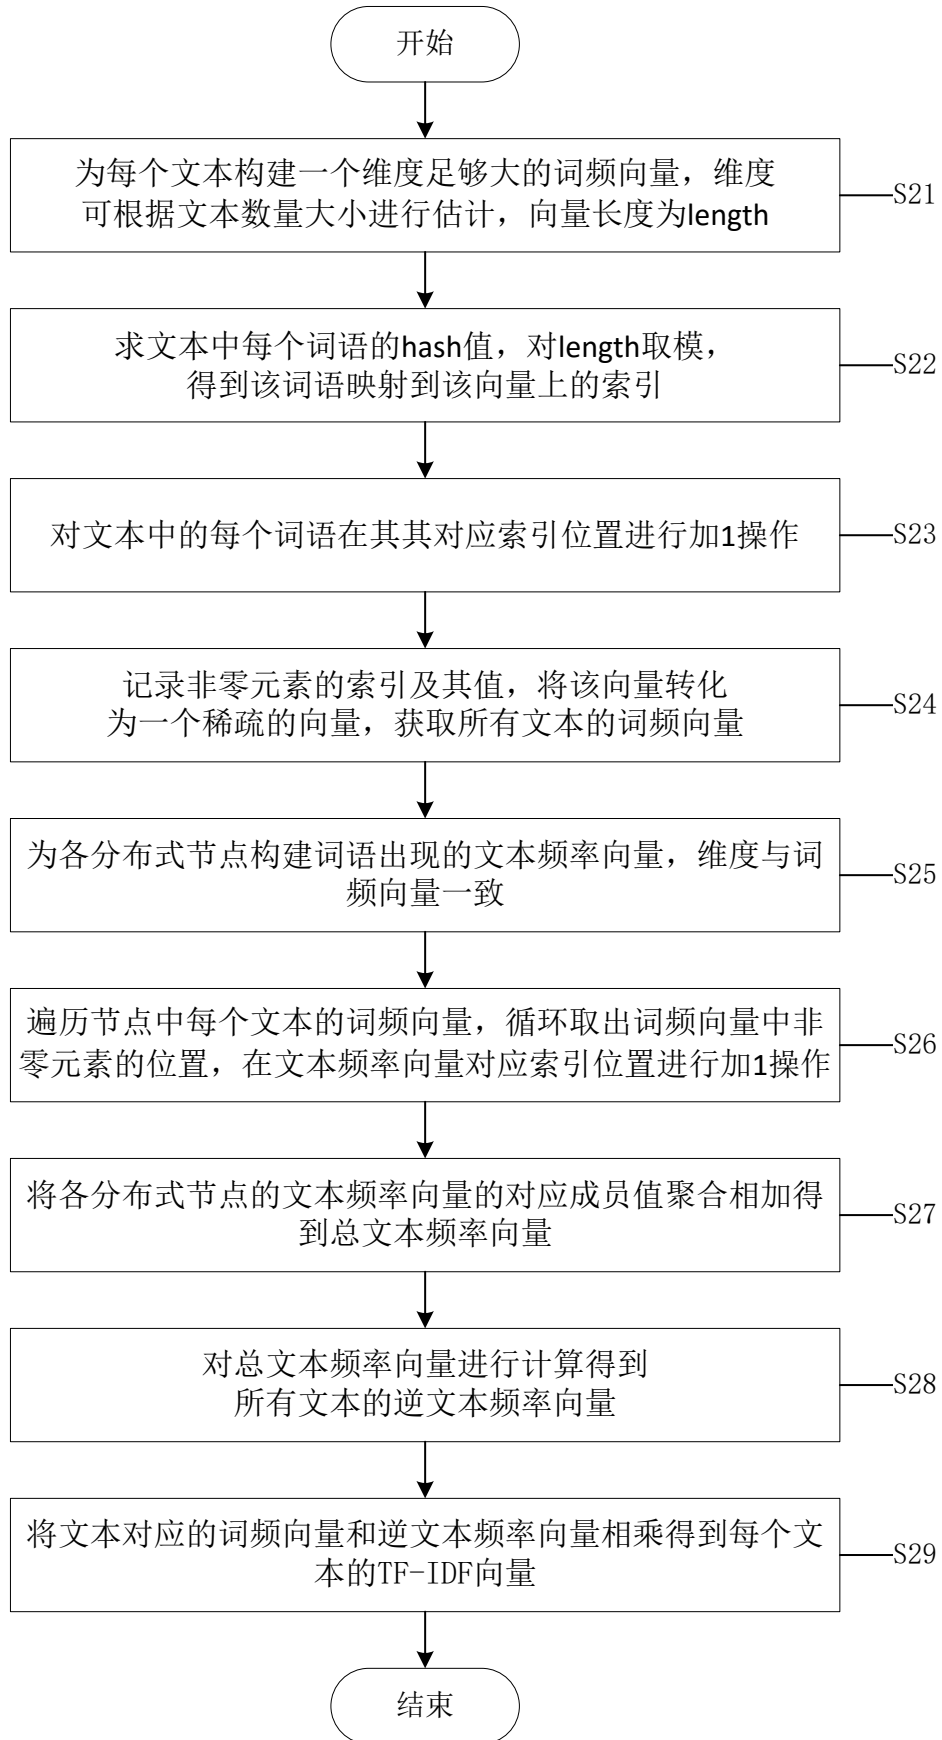 开始
为每个文本构建一个维度足够大的词频向量，维度
可根据文本数量大小进行估计，向量长度为length
S21
求文本中每个词语的hash值，对length取模，
得到该词语映射到该向量上的索引
S22
对文本中的每个词语在其其对应索引位置进行加1操作
S23
记录非零元素的索引及其值，将该向量转化
为一个稀疏的向量，获取所有文本的词频向量
S24
为各分布式节点构建词语出现的文本频率向量，维度与词
频向量一致
S25
遍历节点中每个文本的词频向量，循环取出词频向量中非
零元素的位置，在文本频率向量对应索引位置进行加1操作
S26
将各分布式节点的文本频率向量的对应成员值聚合相加得
到总文本频率向量
S27
对总文本频率向量进行计算得到
所有文本的逆文本频率向量
S28
将文本对应的词频向量和逆文本频率向量相乘得到每个文
本的TF-IDF向量
S29
结束